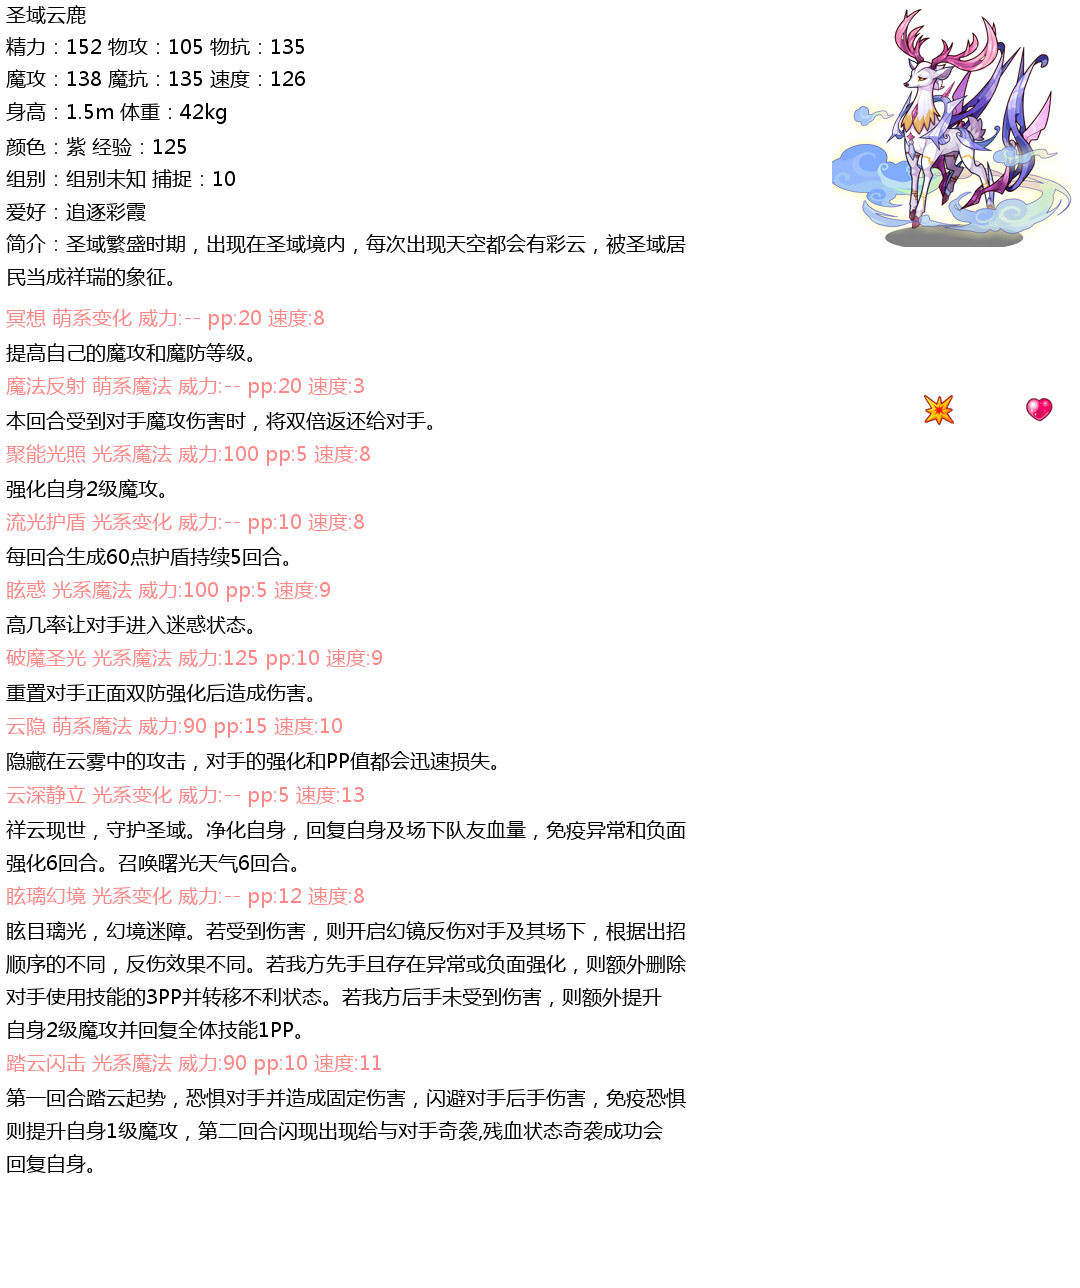 圣域云鹿
精力：152 物攻：105 物抗：135
魔攻：138 魔抗：135 速度：126
身高：1.5m 体重：42kg
颜色：紫 经验：125
组别：组别未知 捕捉：10
爱好：追逐彩霞
简介：圣域繁盛时期，出现在圣域境内，每次出现天空都会有彩云，被圣域居
民当成祥瑞的象征。
冥想 萌系变化 威力:-- pp:20 速度:8
提高自己的魔攻和魔防等级。
魔法反射 萌系魔法 威力:-- pp:20 速度:3
本回合受到对手魔攻伤害时，将双倍返还给对手。
聚能光照 光系魔法 威力:100 pp:5 速度:8
强化自身2级魔攻。
流光护盾 光系变化 威力:-- pp:10 速度:8
每回合生成60点护盾持续5回合。
眩惑 光系魔法 威力:100 pp:5 速度:9
高几率让对手进入迷惑状态。
破魔圣光 光系魔法 威力:125 pp:10 速度:9
重置对手正面双防强化后造成伤害。
云隐 萌系魔法 威力:90 pp:15 速度:10
隐藏在云雾中的攻击，对手的强化和PP值都会迅速损失。
云深静立 光系变化 威力:-- pp:5 速度:13
祥云现世，守护圣域。净化自身，回复自身及场下队友血量，免疫异常和负面
强化6回合。召唤曙光天气6回合。
眩璃幻境 光系变化 威力:-- pp:12 速度:8
眩目璃光，幻境迷障。若受到伤害，则开启幻镜反伤对手及其场下，根据出招
顺序的不同，反伤效果不同。若我方先手且存在异常或负面强化，则额外删除
对手使用技能的3PP并转移不利状态。若我方后手未受到伤害，则额外提升
自身2级魔攻并回复全体技能1PP。
踏云闪击 光系魔法 威力:90 pp:10 速度:11
第一回合踏云起势，恐惧对手并造成固定伤害，闪避对手后手伤害，免疫恐惧
则提升自身1级魔攻，第二回合闪现出现给与对手奇袭,残血状态奇袭成功会
回复自身。